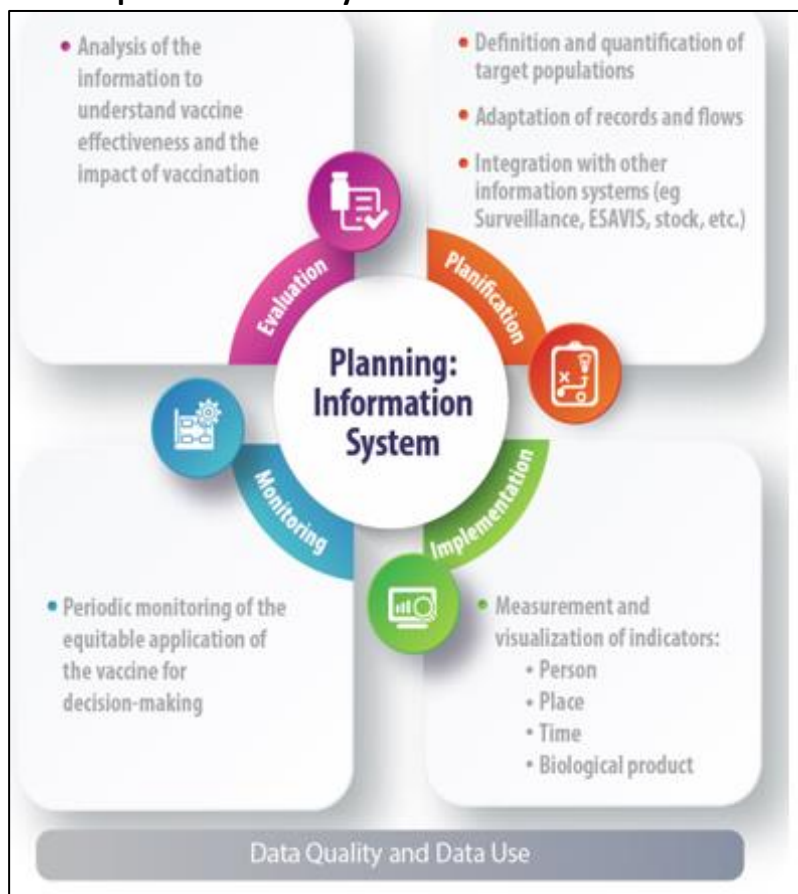 • Analysis of the
information to
understand vaccine
effectiveness and the
impact of vaccination
• Definition and quantification of
target populations
• Adaptation of records and flows
• Integration with other
information systems (eg
Surveillance, ESAVIS, stock, etc.)
Evaluation
Planification
Planning:
Information
System
Monitoring
Implementation
• Periodic monitoring of the
equitable application of
the vaccine for
decision-making
• Measurement and
visualization of indicators:
• Person
• Place
• Time
• Biological product
Data Quality and Data Use